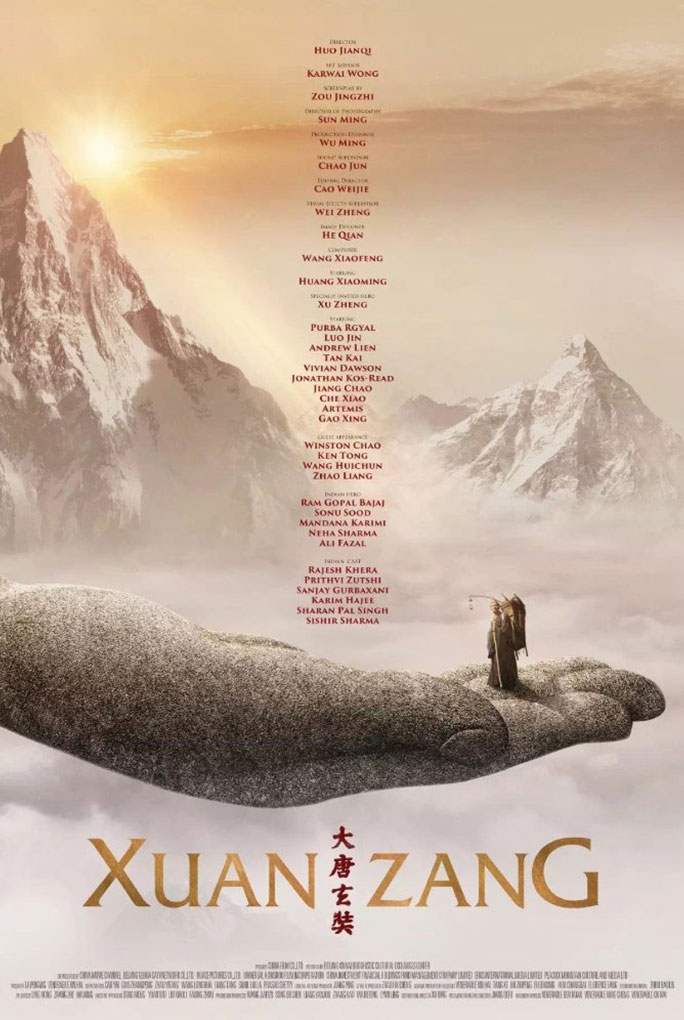 DIRECTOR
HUO JIANQI
ART ADVISOR
KARWAI WONG
SCREENPLAY BY
ZOU JINGZHI
DIRECTOR OF PHOTOGRAPHY
SUN MING
PRODUCTION DESIGNER
WU MING
SOUND SUPERVISOR
CHAO JUN
EDITING DIRECTOR
CAO WEIJIE
VISUAL EFFECTS SUPERVISOR
WEI ZHENG
IMAGE DESIGNER
HE QIAN
COMPOSER
WANG XIAOFENG
STARRING
HUANG XIAOMING
SPECIALLY INVITED HERO
XU ZHENG
STARRING
PURBA RGYAL
LUO JIN
ANDREW LIEN
TAN KAI
VIVIAN DAWSON
JONATHAN KOS-READ
JIANG CHAO
CHE XIAO
ARTEMIS
GAO XING
GUEST APPEARANCE
WINSTON CHAO
KEN TONG
WANG HUICHUN
ZHAO LIANG
INDIAN HERO
RAM GOPAL BAJAJ
SONU SOOD
MANDANA KARIMI
NEHA SHARMA
ALI FAZAL
INDIAN CAST
RAJESH KHERA
PRITHVI ZUTSHI
SANJAY GURBAXANI
KARIM HAJEE
SHARAN PAL SINGH
SISHIR SHARMA
XUAN ZANG
大唐玄奘